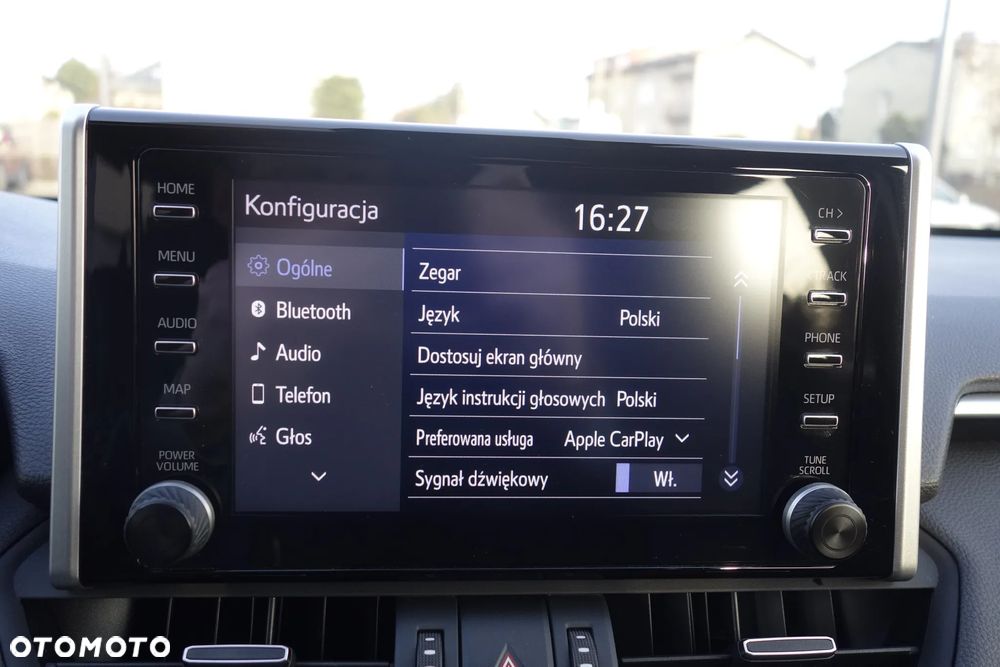 HOME
MENU
AUDIO
MAP
POWER
VOLUME
Konfiguracja
16:27
Ogólne
Bluetooth
Audio
Telefon
Głos
Zegar
Język Polski
Dostosuj ekran główny
Język instrukcji głosowych Polski
Preferowana usługa Apple CarPlay
Sygnał dźwiękowy Wł.
CH >
TRACK
PHONE
SETUP
TUNE
SCROLL
OTOMOTO